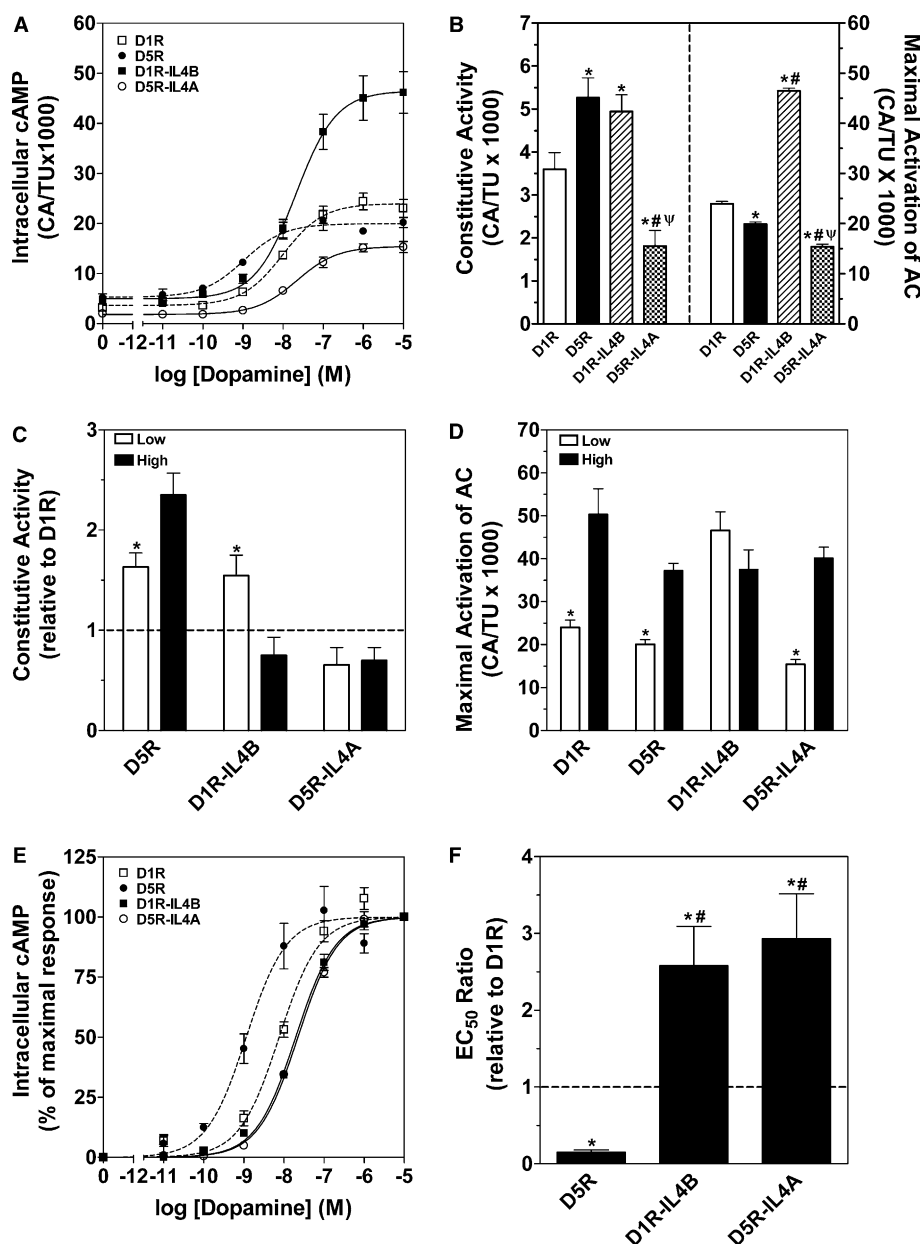 A
Intracellular cAMP
(CA/TUx1000)
60
50
40
30
20
10
0
D1R
D5R
D1R-IL4B
D5R-IL4A
0 -12 -11 -10 -9 -8 -7 -6 -5
log [Dopamine] (M)
B
Constitutive Activity
(CA/TU x 1000)
7
6
5
4
3
2
1
0
*
*
*#Ψ
*
*#
*#Ψ
D1R
D5R
D1R-IL4B
D5R-IL4A
D1R
D5R
D1R-IL4B
D5R-IL4A
60
50
40
30
20
10
0
Maximal Activation of AC
(CA/TU X 1000)
C
Constitutive Activity
(relative to D1R)
3
2
1
0
Low
High
*
*
D5R
D1R-IL4B
D5R-IL4A
D
Maximal Activation of AC
(CA/TU x 1000)
70
60
50
40
30
20
10
0
Low
High
*
*
*
D1R
D5R
D1R-IL4B
D5R-IL4A
E
Intracellular cAMP
(% of maximal response)
125
100
75
50
25
0
D1R
D5R
D1R-IL4B
D5R-IL4A
0 -12 -11 -10 -9 -8 -7 -6 -5
log [Dopamine] (M)
F
EC50 Ratio
(relative to D1R)
4
3
2
1
0
*
*#
*#
D5R
D1R-IL4B
D5R-IL4A